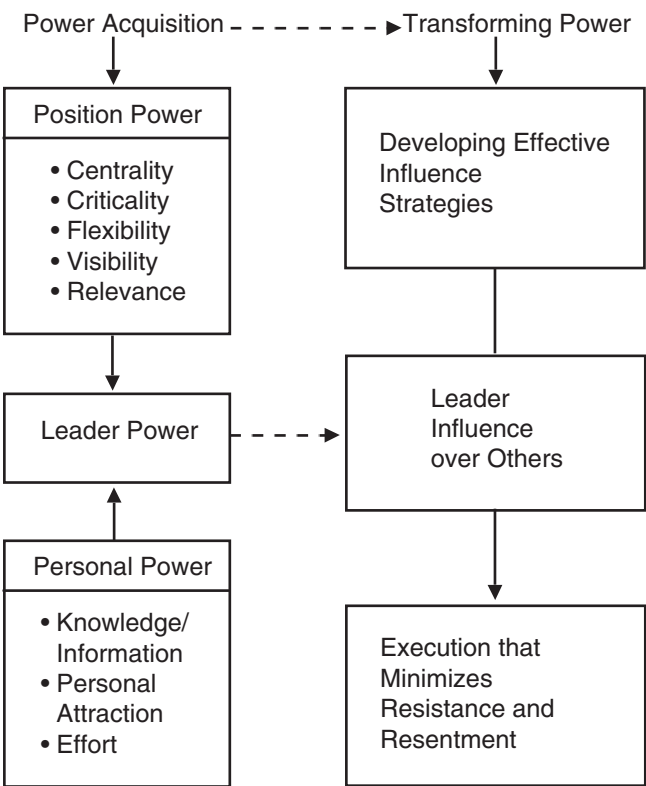 Power Acquisition
Transforming Power
Position Power
• Centrality
• Criticality
• Flexibility
• Visibility
• Relevance
Leader Power
Personal Power
• Knowledge/
Information
• Personal
Attraction
• Effort
Developing Effective
Influence
Strategies
Leader
Influence
over Others
Execution that
Minimizes
Resistance and
Resentment